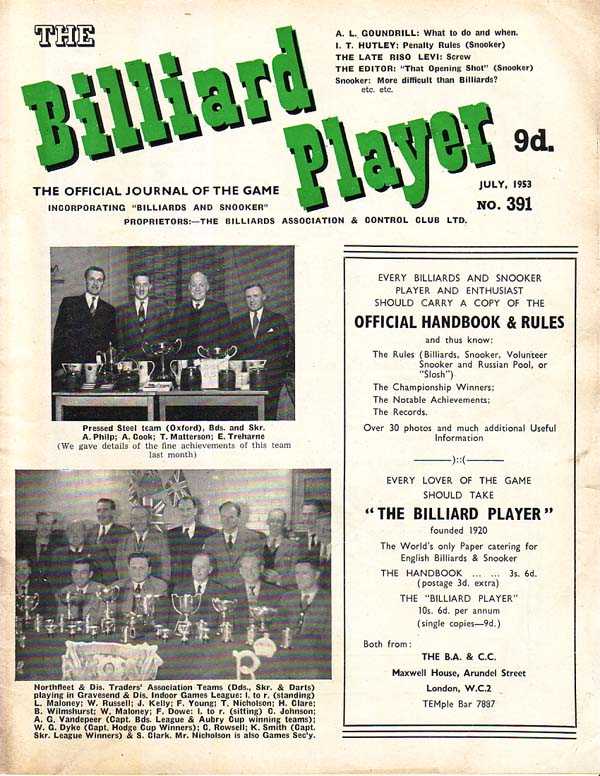 THE
Billiard
Player
A. L. GOUNDRILL: What to do and when.
I. T. HUTLEY: Penalty Rules (Snooker)
THE LATE RISO LEVI: Screw
THE EDITOR: "That Opening Shot" (Snooker)
Snooker: More difficult than Billiards?
etc. etc.
9d.
THE OFFICIAL JOURNAL OF THE GAME
INCORPORATING "BILLIARDS AND SNOOKER"
PROPRIETORS:—THE BILLIARDS ASSOCIATION & CONTROL CLUB LTD.
JULY, 1953
NO. 391
Pressed Steel team (Oxford), Bds. and Skr.
A. Philp; A. Cook; T. Matterson; E. Treharne
(We gave details of the fine achievements of this team
last month)
Northfleet & Dis. Traders' Association Teams (Dds., Skr. & Darts)
playing in Gravesend & Dis. Indoor Games League: l. to r. (standing)
L. Maloney; W. Russell; J. Kelly; F. Young; T. Nicholson; H. Clare;
B. Wilmshurst; W. Maloney; F. Dowe: l. to r. (sitting) C. Johnson;
A. G. Vandepeer (Capt. Bds. League & Aubry Cup winning teams);
W. G. Dyke (Capt. Hodge Cup Winners); C. Rowsell; K. Smith (Capt.
Skr. League Winners) & S. Clark. Mr. Nicholson is also Games Sec'y.
EVERY BILLIARDS AND SNOOKER
PLAYER AND ENTHUSIAST
SHOULD CARRY A COPY OF THE
OFFICIAL HANDBOOK & RULES
and thus know:
The Rules (Billiards, Snooker, Volunteer
Snooker and Russian Pool, or
"Slosh")
The Championship Winners;
The Notable Achievements;
The Records.
Over 30 photos and much additional Useful
Information
———):(———
EVERY LOVER OF THE GAME
SHOULD TAKE
"THE BILLIARD PLAYER"
founded 1920
The World's only Paper catering for
English Billiards & Snooker
THE HANDBOOK ... ... 3s. 6d.
(postage 3d. extra)
THE "BILLIARD PLAYER"
10s. 6d. per annum
(single copies—9d.)
Both from:
THE B.A. & C.C.
Maxwell House, Arundel Street
London, W.C.2
TEMple Bar 7887